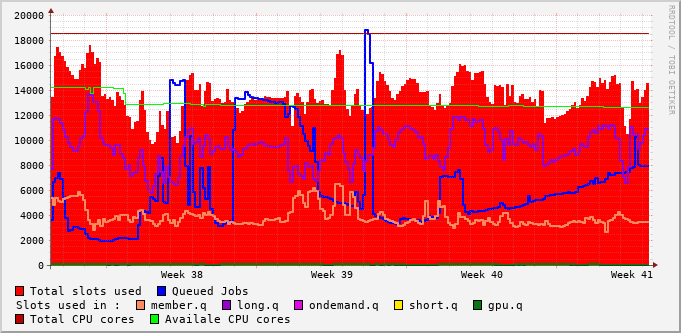 20000
18000
16000
14000
12000
10000
8000
6000
4000
2000
0
Week 38 Week 39 Week 40 Week 41
RRDTOOL / TOBI OETIKER
Total slots used Queued Jobs
Slots used in : member.q long.q ondemand.q short.q gpu.q
Total CPU cores Availale CPU cores